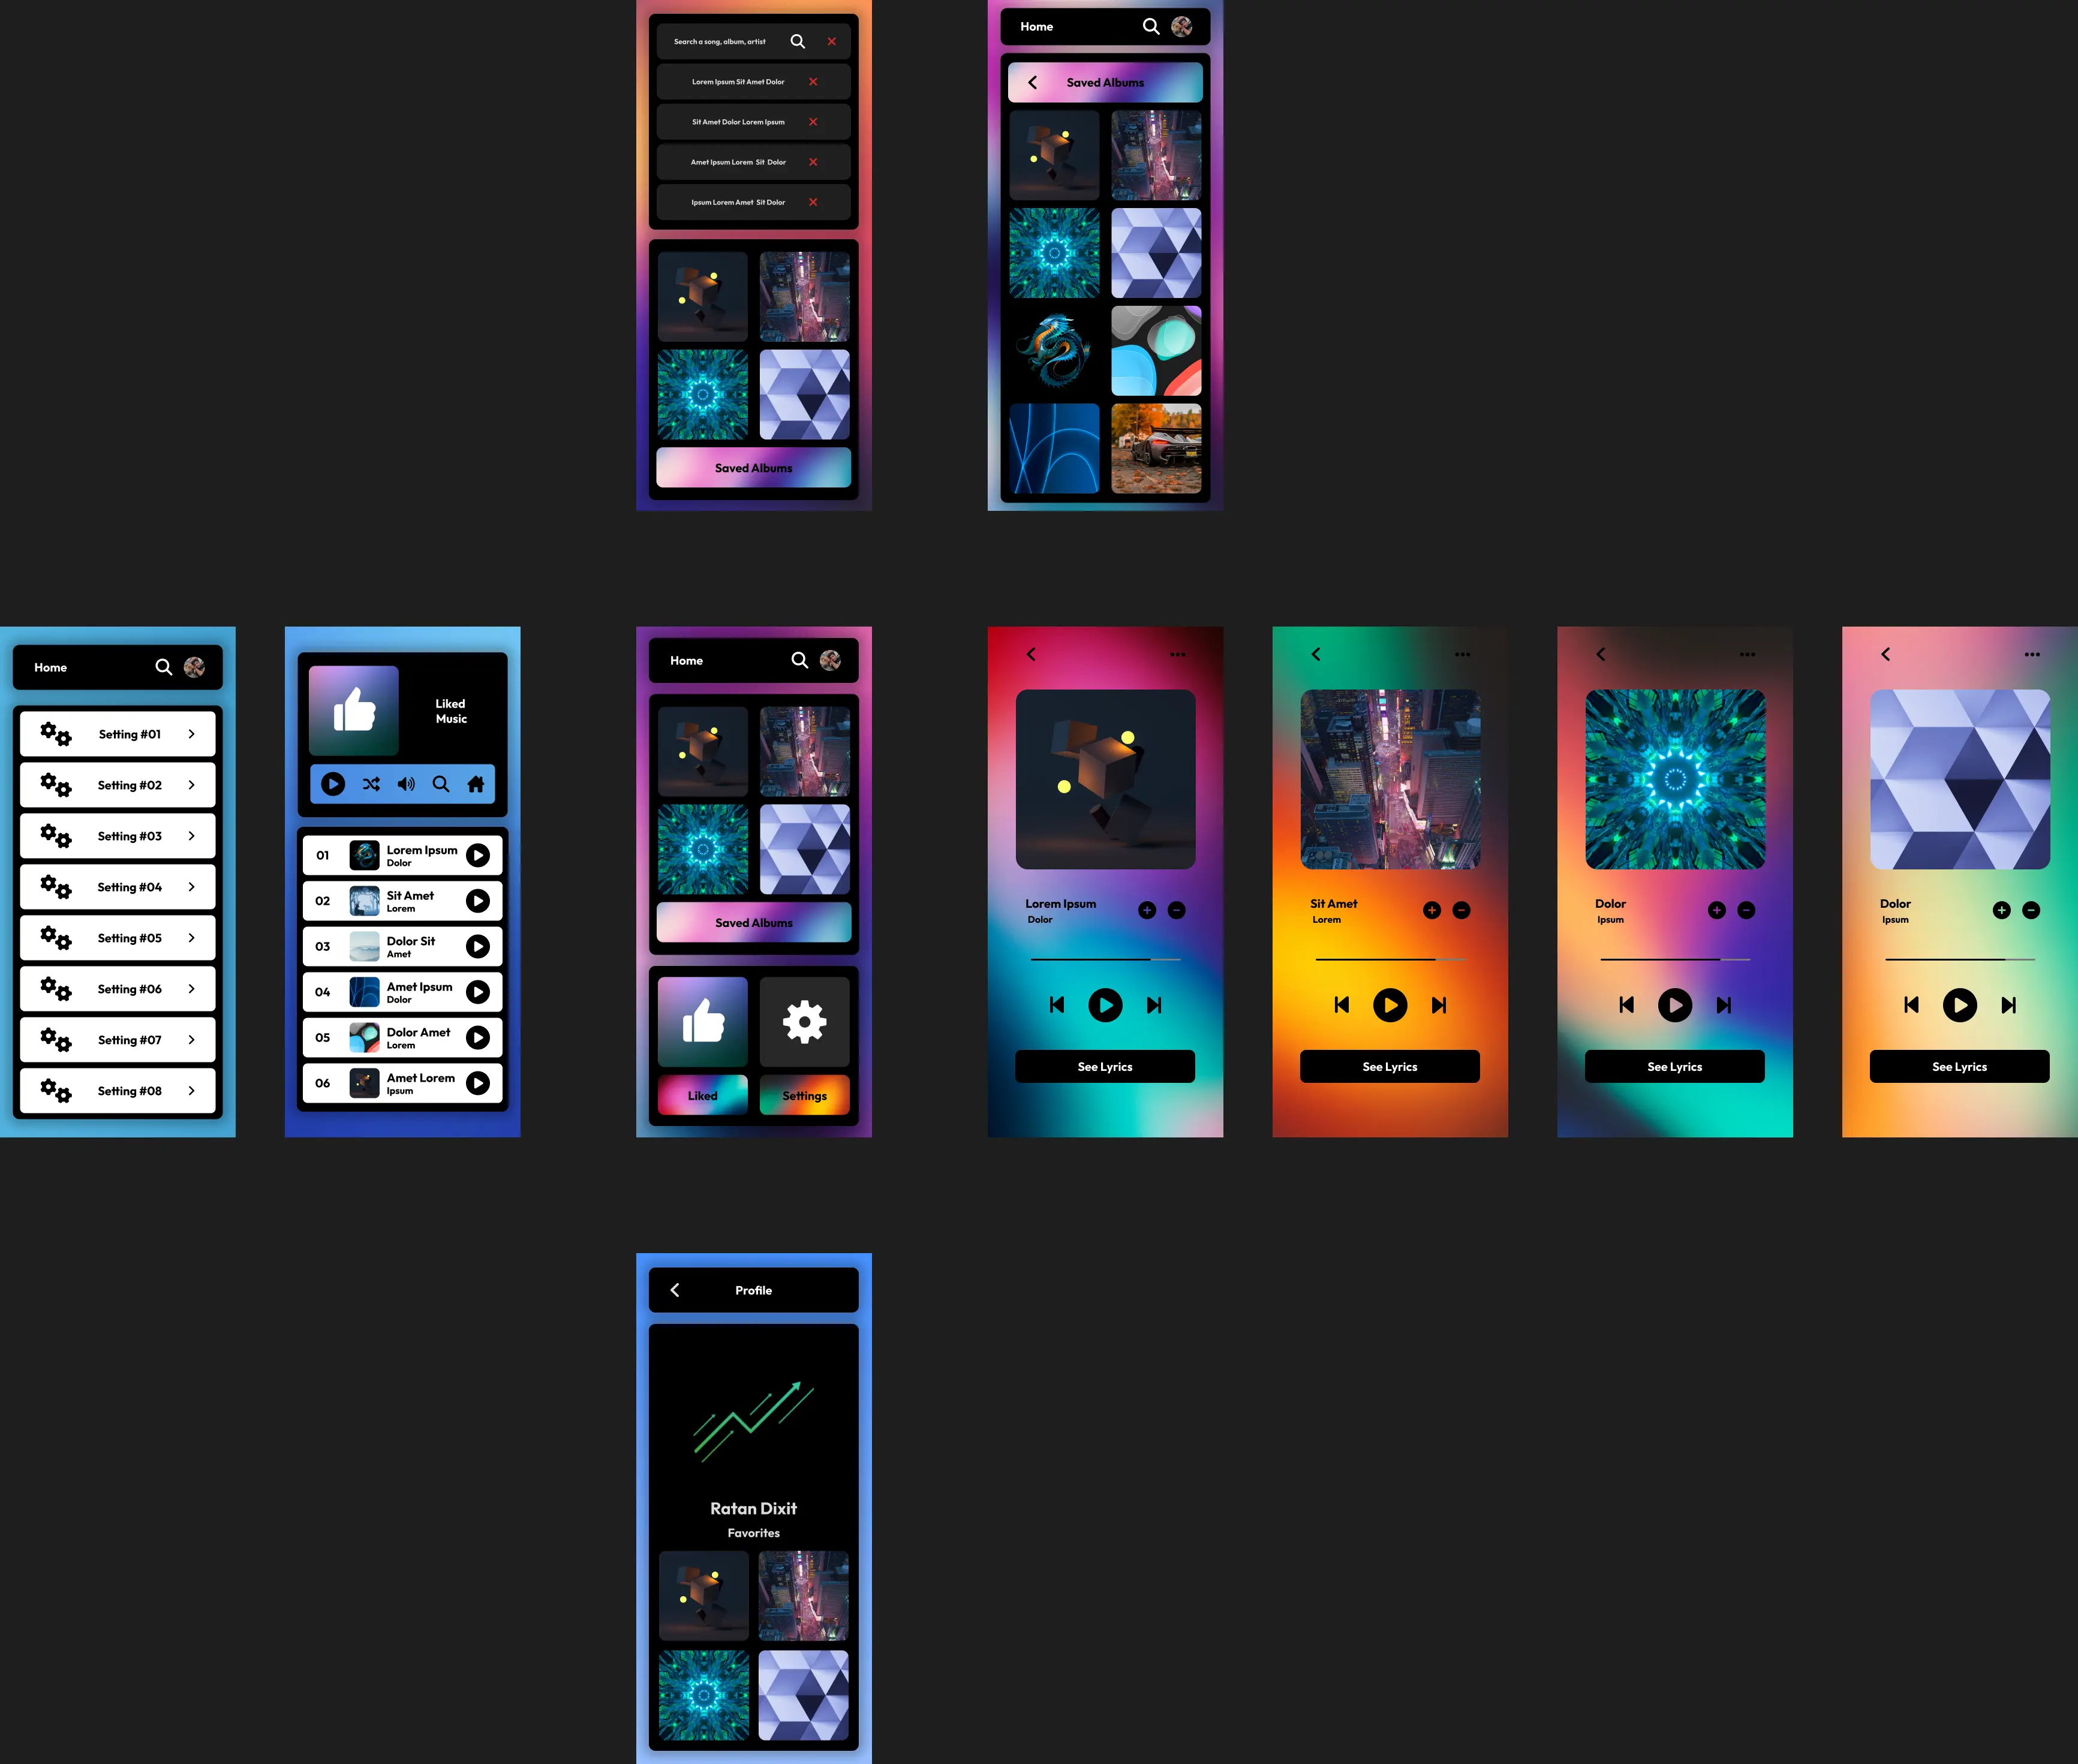 Search a song, album, artist
Lorem Ipsum Sit Amet Dolor
Sit Amet Dolor Lorem Ipsum
Amet Ipsum Lorem Sit Dolor
Ipsum Lorem Amet Sit Dolor
Saved Albums
Home
Saved Albums
Home
Setting #01
Setting #02
Setting #03
Setting #04
Setting #05
Setting #06
Setting #07
Setting #08
Liked
Music
01
Lorem Ipsum
Dolor
02
Sit Amet
Lorem
03
Dolor Sit
Amet
04
Amet Ipsum
Dolor
05
Dolor Amet
Lorem
06
Amet Lorem
Ipsum
Home
Saved Albums
Liked
Settings
Lorem Ipsum
Dolor
See Lyrics
Sit Amet
Lorem
See Lyrics
Dolor
Ipsum
See Lyrics
Dolor
Ipsum
See Lyrics
Profile
Ratan Dixit
Favorites